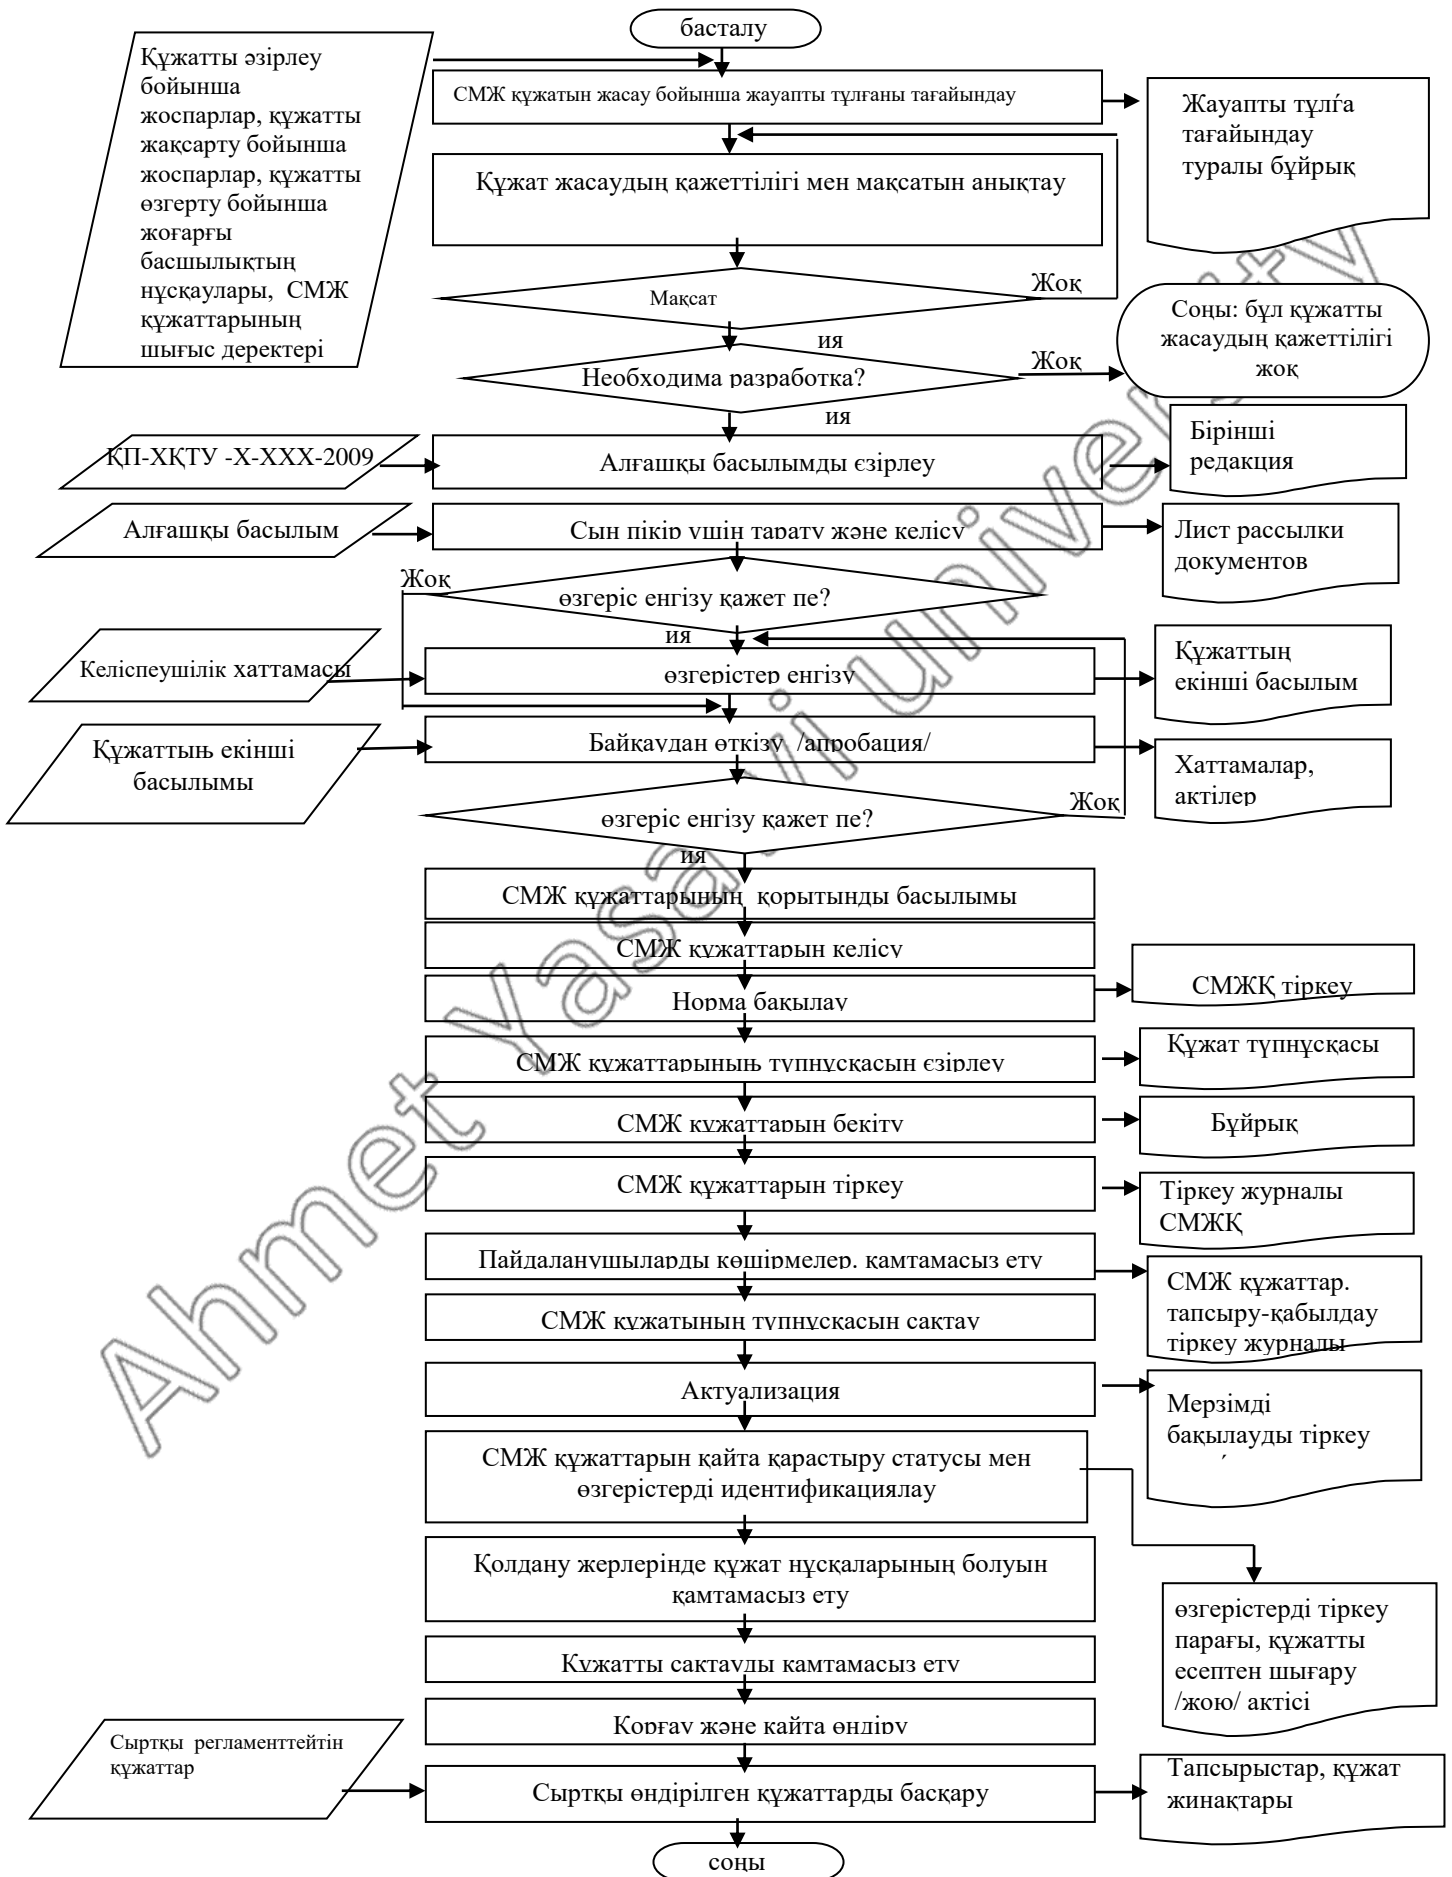 басталу
Құжатты әзірлеу
бойынша
жоспарлар, құжатты
жақсарту бойынша
жоспарлар, құжатты
өзгерту бойынша
жоғарғы
басшылықтың
нұсқаулары, СМЖ
құжаттарының
шығыс деректері
СМЖ құжатын жасау бойынша жауапты тұлғаны тағайындау
Жауапты тұлѓа
тағайындау
туралы бұйрық
Құжат жасаудың қажеттілігі мен мақсатын анықтау
Мақсат
Жоқ
ия
Соңы: бұл құжатты
жасаудың қажеттілігі
жоқ
Необходима разработка?
Жоқ
ия
ҚП-ХҚТУ -Х-ХХХ-2009
Алғашқы басылымды єзірлеу
Бірінші
редакция
Алғашқы басылым
Сын пікір үшін тарату және келісу
Лист рассылки
документов
Жоқ
өзгеріс енгізу қажет пе?
ия
Келіспеушілік хаттамасы
өзгерістер енгізу
Құжаттың
екінші басылым
Құжаттыњ екінші
басылымы
Байқаудан өткізу /апробация/
Хаттамалар,
актілер
өзгеріс енгізу қажет пе?
Жоқ
ия
СМЖ құжаттарының қорытынды басылымы
СМЖ құжаттарын келісу
Норма бақылау
СМЖҚ тіркеу
СМЖ құжаттарыныњ түпнұсқасын єзірлеу
Құжат түпнұсқасы
СМЖ құжаттарын бекіту
Бұйрық
СМЖ құжаттарын тіркеу
Тіркеу журналы
СМЖҚ
Пайдаланушыларды көшірмелер. қамтамасыз ету
СМЖ құжаттар.
тапсыру-қабылдау
тіркеу журналы
СМЖ құжатының түпнұсқасын сақтау
Актуализация
Мерзімді
бақылауды тіркеу
СМЖ құжаттарын қайта қарастыру статусы мен
өзгерістерді идентификациялау
Қолдану жерлерінде құжат нұсқаларының болуын
қамтамасыз ету
өзгерістерді тіркеу
парағы, құжатты
есептен шығару
/жою/ актісі
Құжатты сақтауды қамтамасыз ету
Қорғау және қайта өндіру
Сыртқы регламенттейтін
құжаттар
Сыртқы өндірілген құжаттарды басқару
Тапсырыстар, құжат
жинақтары
соңы
Ahmet Yasawi university